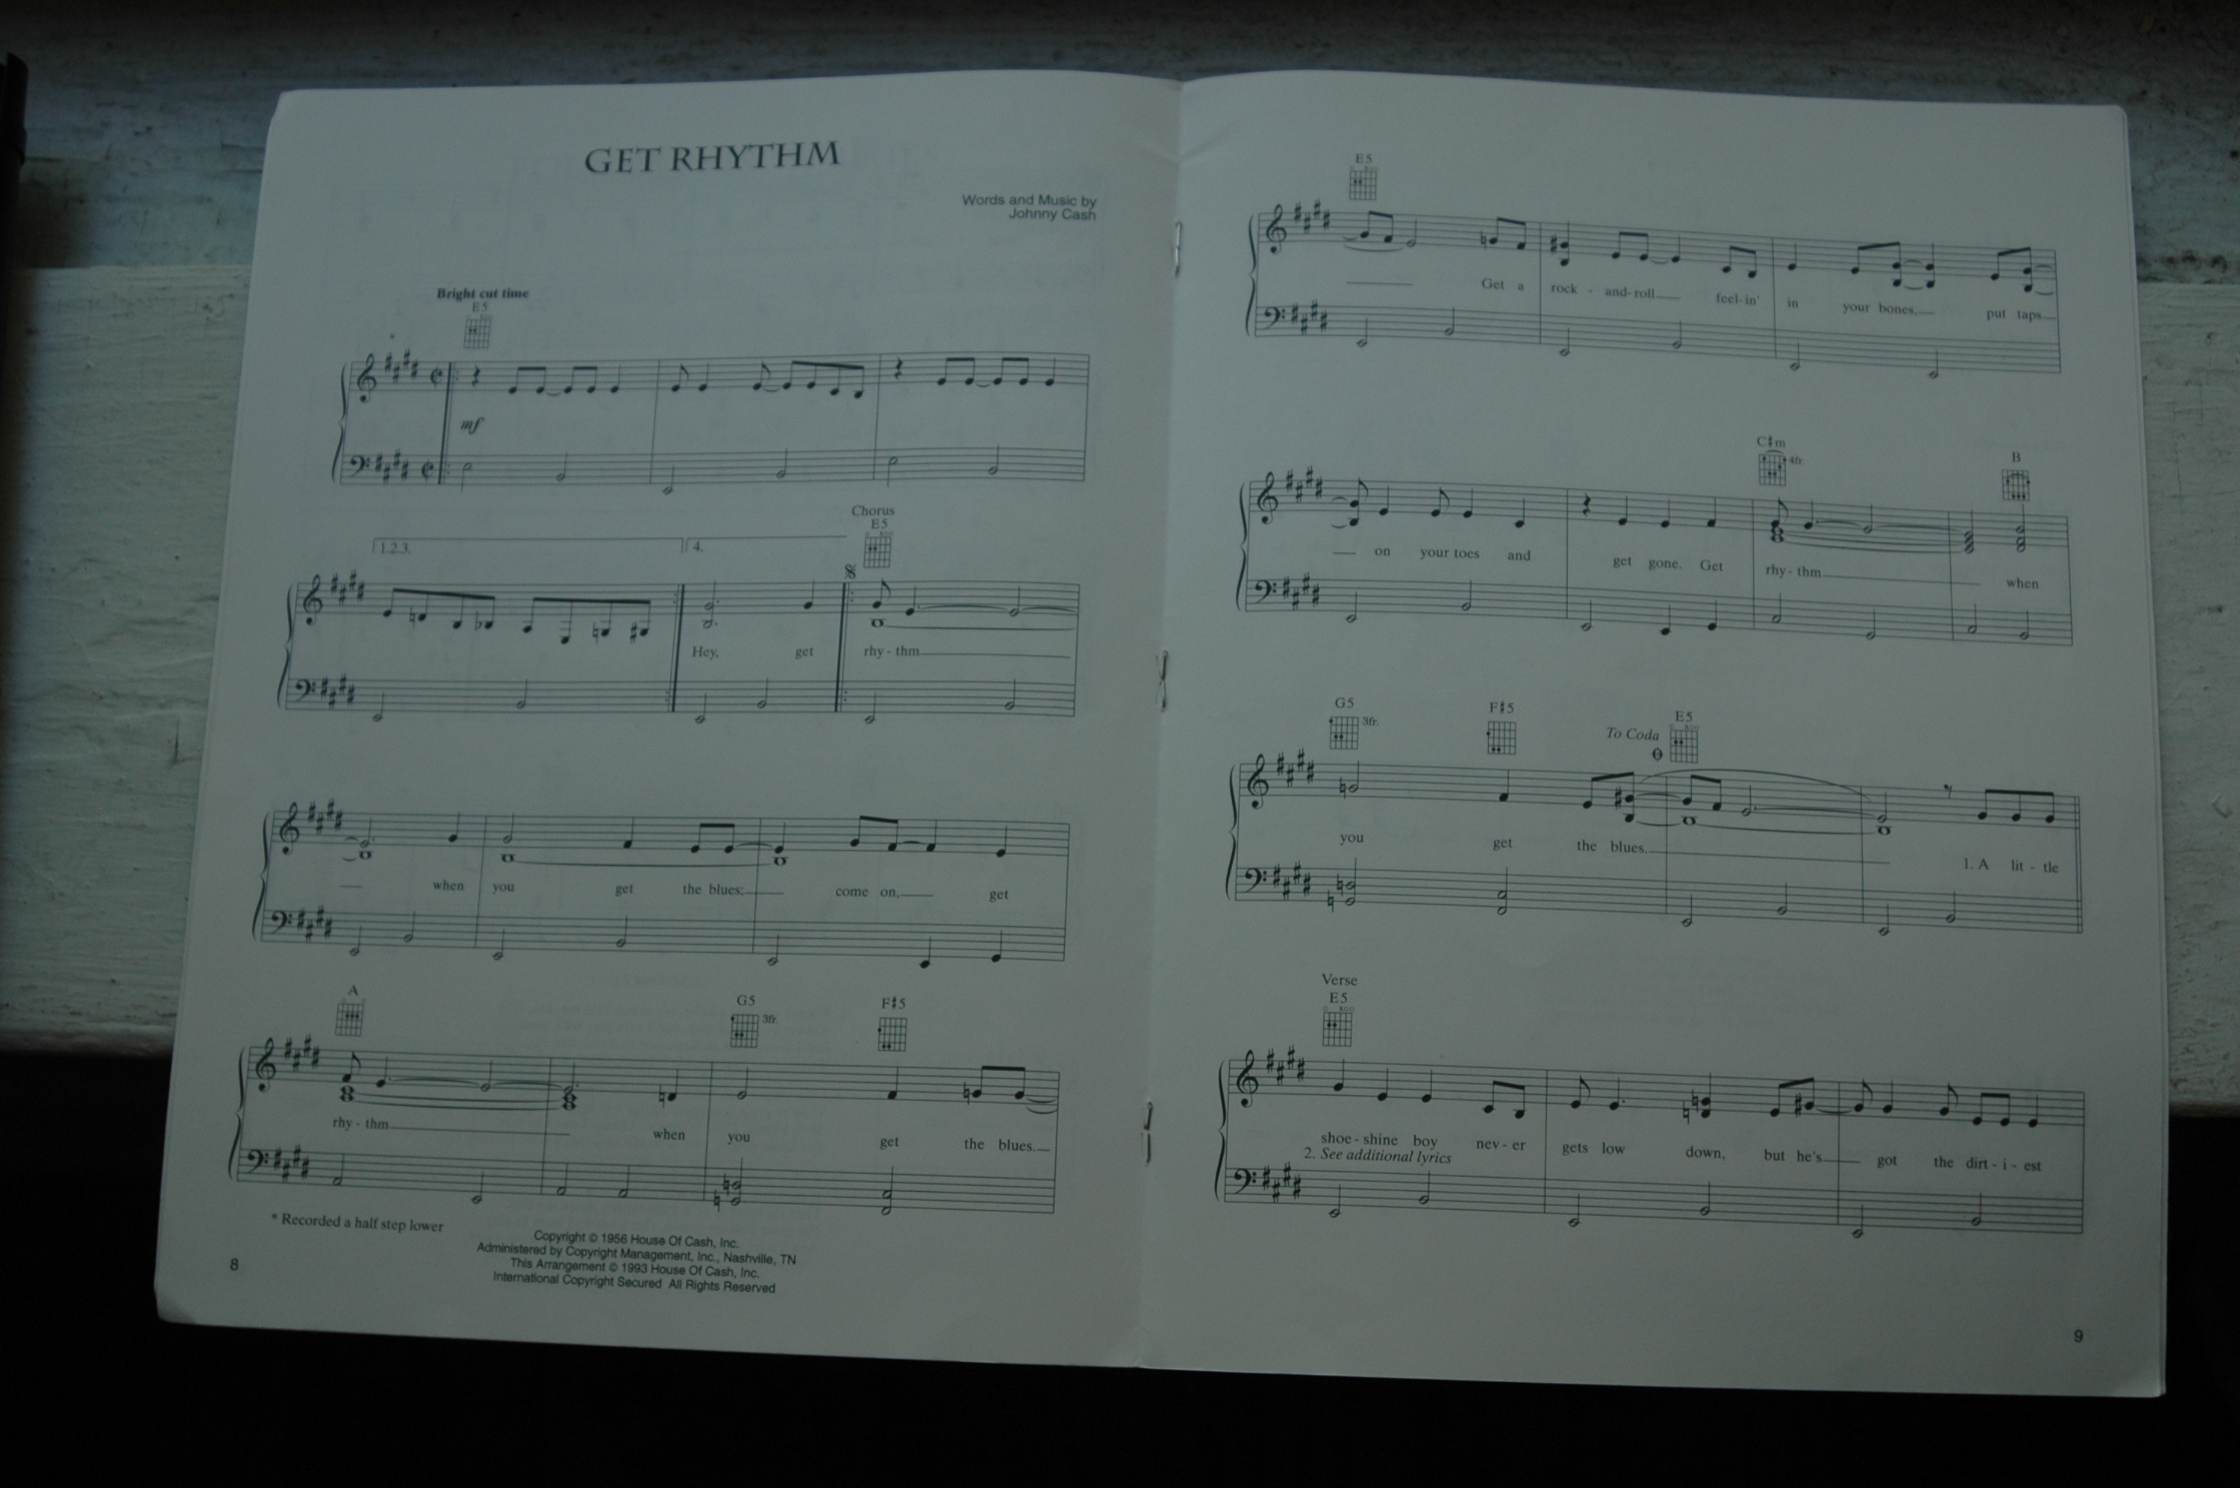 GET RHYTHM
Words and Music by
Johnny Cash
Bright cut time
E5
*
mf
Chorus
E5
1.2.3.
4.
Hey, get rhy - thm
when you get the blues; come on, get
A
G5 3fr. F♯5
rhy - thm when you get the blues.
* Recorded a half step lower
Copyright © 1956 House Of Cash, Inc.
Administered by Copyright Management, Inc., Nashville, TN
This Arrangement © 1993 House Of Cash, Inc.
International Copyright Secured All Rights Reserved
8
E5
Get a rock - and-roll feel-in' in your bones, put taps
C♯m 4fr. B
on your toes and get gone. Get rhy - thm when
G5 3fr. F♯5 To Coda E5
you get the blues. 1. A lit - tle
Verse
E5
shoe - shine boy nev - er gets low down, but he's got the dirt - i - est
2. See additional lyrics
9